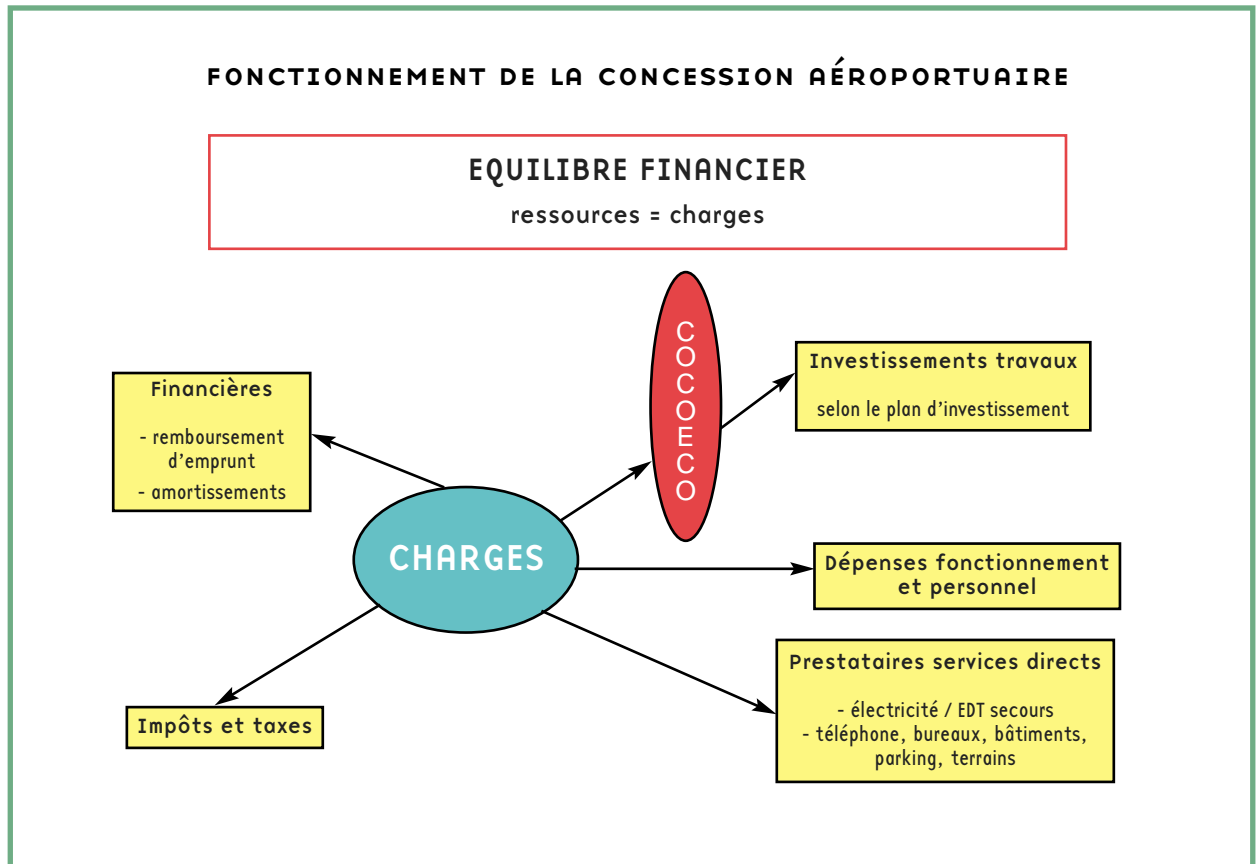 FONCTIONNEMENT DE LA CONCESSION AÉROPORTUAIRE
EQUILIBRE FINANCIER
ressources = charges
COCOECO
Investissements travaux
selon le plan d'investissement
Financières
- remboursement
d'emprunt
- amortissements
CHARGES
Dépenses fonctionnement
et personnel
Prestataires services directs
- électricité / EDT secours
- téléphone, bureaux, bâtiments,
parking, terrains
Impôts et taxes